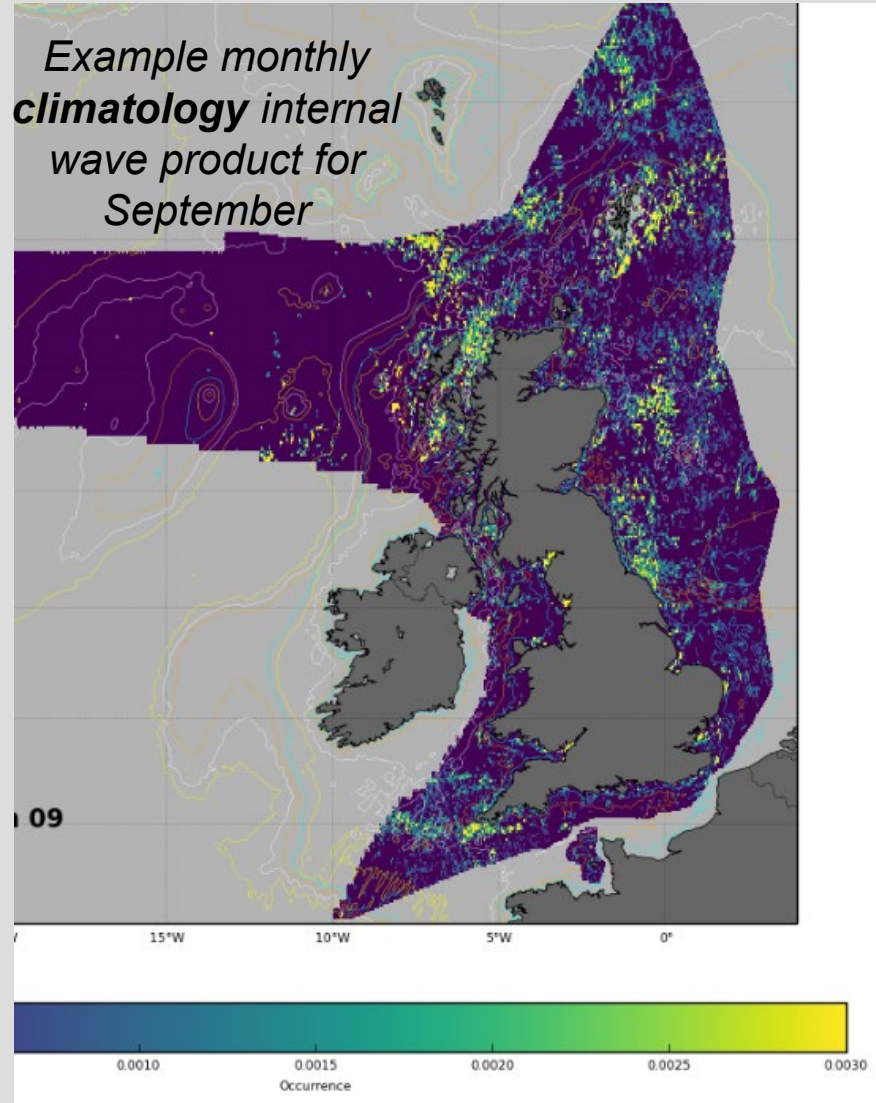 Example monthly
climatology internal
wave product for
September
09
15°W 10°W 5°W 0°
0.0010 0.0015 0.0020 0.0025 0.0030
Occurrence